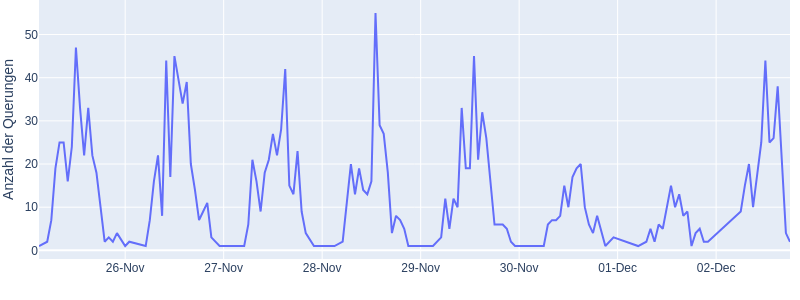 Anzahl der Querungen
50
40
30
20
10
0
26-Nov
27-Nov
28-Nov
29-Nov
30-Nov
01-Dec
02-Dec